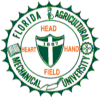 FLORIDA AGRICULTURAL
MECHANICAL UNIVERSITY
HEAD
1887
HEART HAND
FIELD